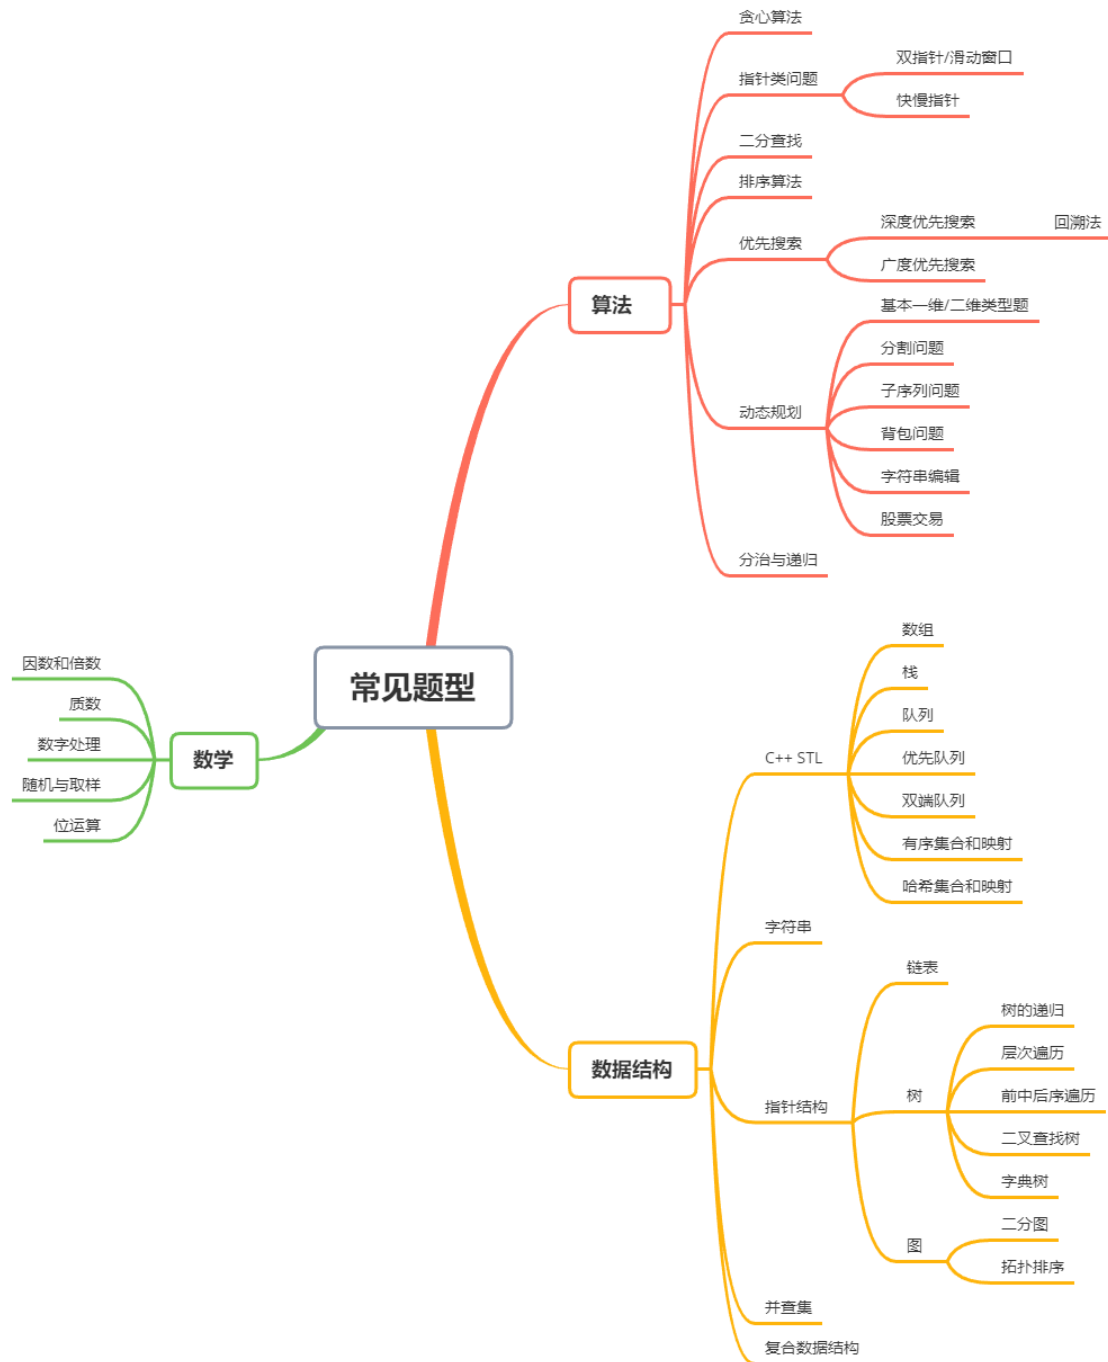 常见题型
算法
贪心算法
指针类问题
双指针/滑动窗口
快慢指针
二分查找
排序算法
优先搜索
深度优先搜索
回溯法
广度优先搜索
动态规划
基本一维/二维类型题
分割问题
子序列问题
背包问题
字符串编辑
股票交易
分治与递归
数学
因数和倍数
质数
数字处理
随机与取样
位运算
数据结构
C++ STL
数组
栈
队列
优先队列
双端队列
有序集合和映射
哈希集合和映射
字符串
指针结构
链表
树
树的递归
层次遍历
前中后序遍历
二叉查找树
字典树
图
二分图
拓扑排序
并查集
复合数据结构